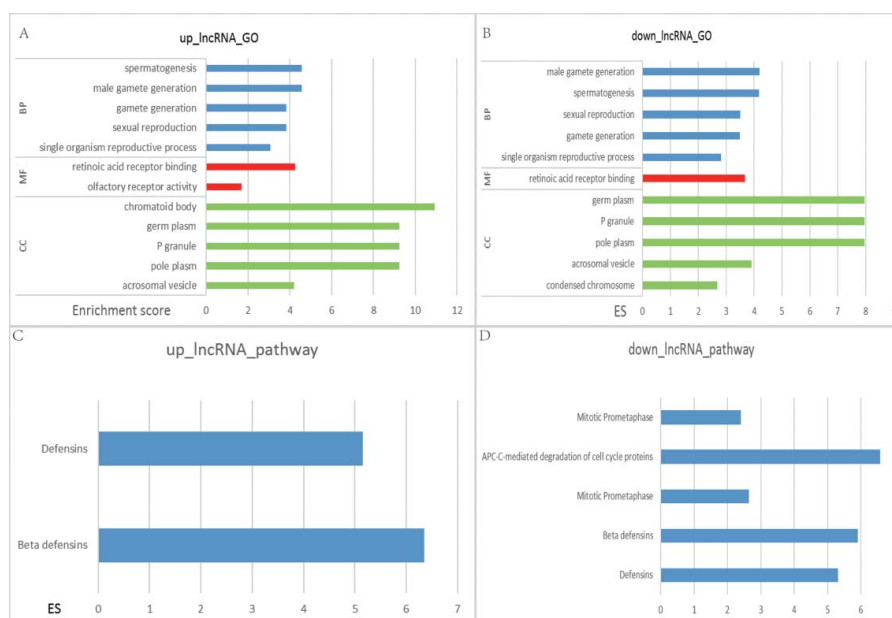 A
up_lncRNA_GO
BP
spermatogenesis
male gamete generation
gamete generation
sexual reproduction
single organism reproductive process
MF
retinoic acid receptor binding
olfactory receptor activity
CC
chromatoid body
germ plasm
P granule
pole plasm
acrosomal vesicle
Enrichment score
0 2 4 6 8 10 12
B
down_lncRNA_GO
BP
male gamete generation
spermatogenesis
sexual reproduction
gamete generation
single organism reproductive process
MF
retinoic acid receptor binding
CC
germ plasm
P granule
pole plasm
acrosomal vesicle
condensed chromosome
ES
0 1 2 3 4 5 6 7 8
C
up_lncRNA_pathway
Defensins
Beta defensins
ES
0 1 2 3 4 5 6 7
D
down_lncRNA_pathway
Mitotic Prometaphase
APC-C-mediated degradation of cell cycle proteins
Mitotic Prometaphase
Beta defensins
Defensins
0 1 2 3 4 5 6